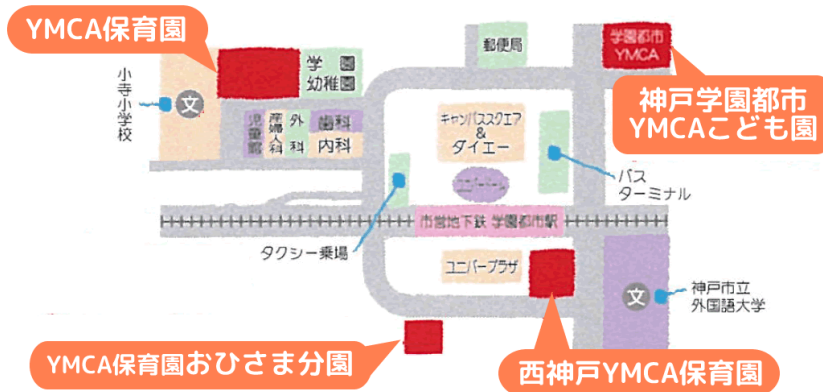 YMCA保育園
学園
幼稚園
郵便局
学園都市
YMCA
神戸学園都市
YMCAこども園
小寺小学校
文
児童館
産婦人科
外科
歯科
内科
キャンパススクエア
&
ダイエー
バス
ターミナル
市営地下鉄 学園都市駅
タクシー乗場
ユニバープラザ
文
神戸市立
外国語大学
YMCA保育園おひさま分園
西神戸YMCA保育園